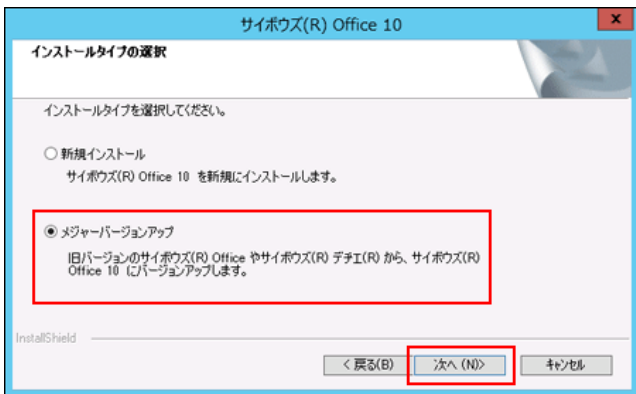 サイボウズ(R) Office 10
x
インストールタイプの選択
インストールタイプを選択してください。
新規インストール
サイボウズ(R) Office 10 を新規にインストールします。
メジャーバージョンアップ
旧バージョンのサイボウズ(R) Office やサイボウズ(R) デヂエ(R) から、サイボウズ(R)
Office 10 にバージョンアップします。
InstallShield
< 戻る(B)
次へ (N)>
キャンセル